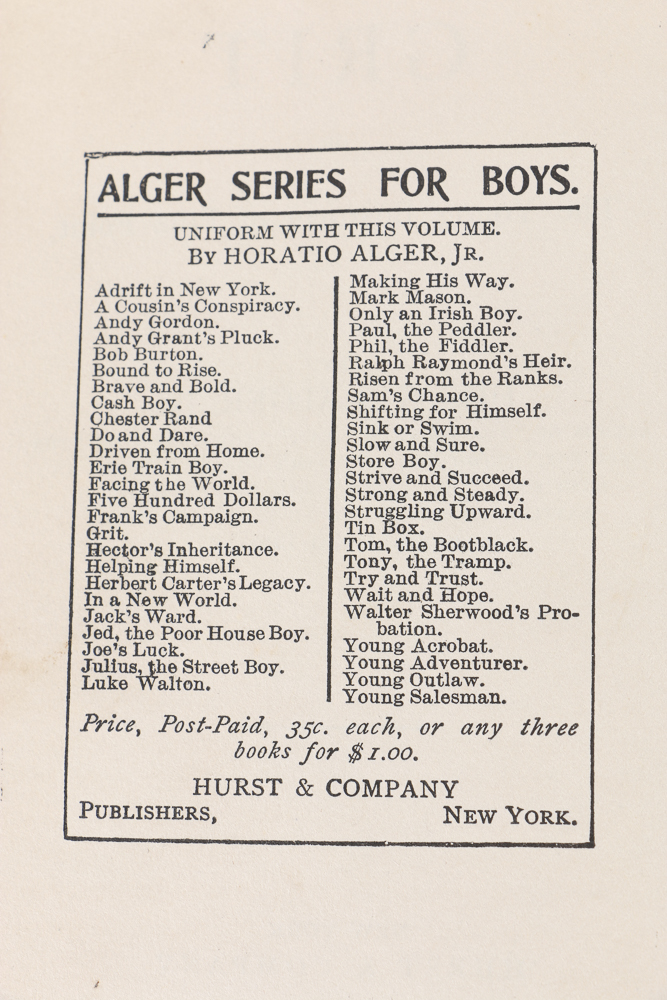 ALGER SERIES FOR BOYS.
UNIFORM WITH THIS VOLUME.
BY HORATIO ALGER, JR.
Adrift in New York.
A Cousin's Conspiracy.
Andy Gordon.
Andy Grant's Pluck.
Bob Burton.
Bound to Rise.
Brave and Bold.
Cash Boy.
Chester Rand
Do and Dare.
Driven from Home.
Erie Train Boy.
Facing the World.
Five Hundred Dollars.
Frank's Campaign.
Grit.
Hector's Inheritance.
Helping Himself.
Herbert Carter's Legacy.
In a New World.
Jack's Ward.
Jed, the Poor House Boy.
Joe's Luck.
Julius, the Street Boy.
Luke Walton.
Making His Way.
Mark Mason.
Only an Irish Boy.
Paul, the Peddler.
Phil, the Fiddler.
Ralph Raymond's Heir.
Risen from the Ranks.
Sam's Chance.
Shifting for Himself.
Sink or Swim.
Slow and Sure.
Store Boy.
Strive and Succeed.
Strong and Steady.
Struggling Upward.
Tin Box.
Tom, the Bootblack.
Tony, the Tramp.
Try and Trust.
Wait and Hope.
Walter Sherwood's Pro-
bation.
Young Acrobat.
Young Adventurer.
Young Outlaw.
Young Salesman.
Price, Post-Paid, 35c. each, or any three
books for $1.00.
HURST & COMPANY
PUBLISHERS, NEW YORK.